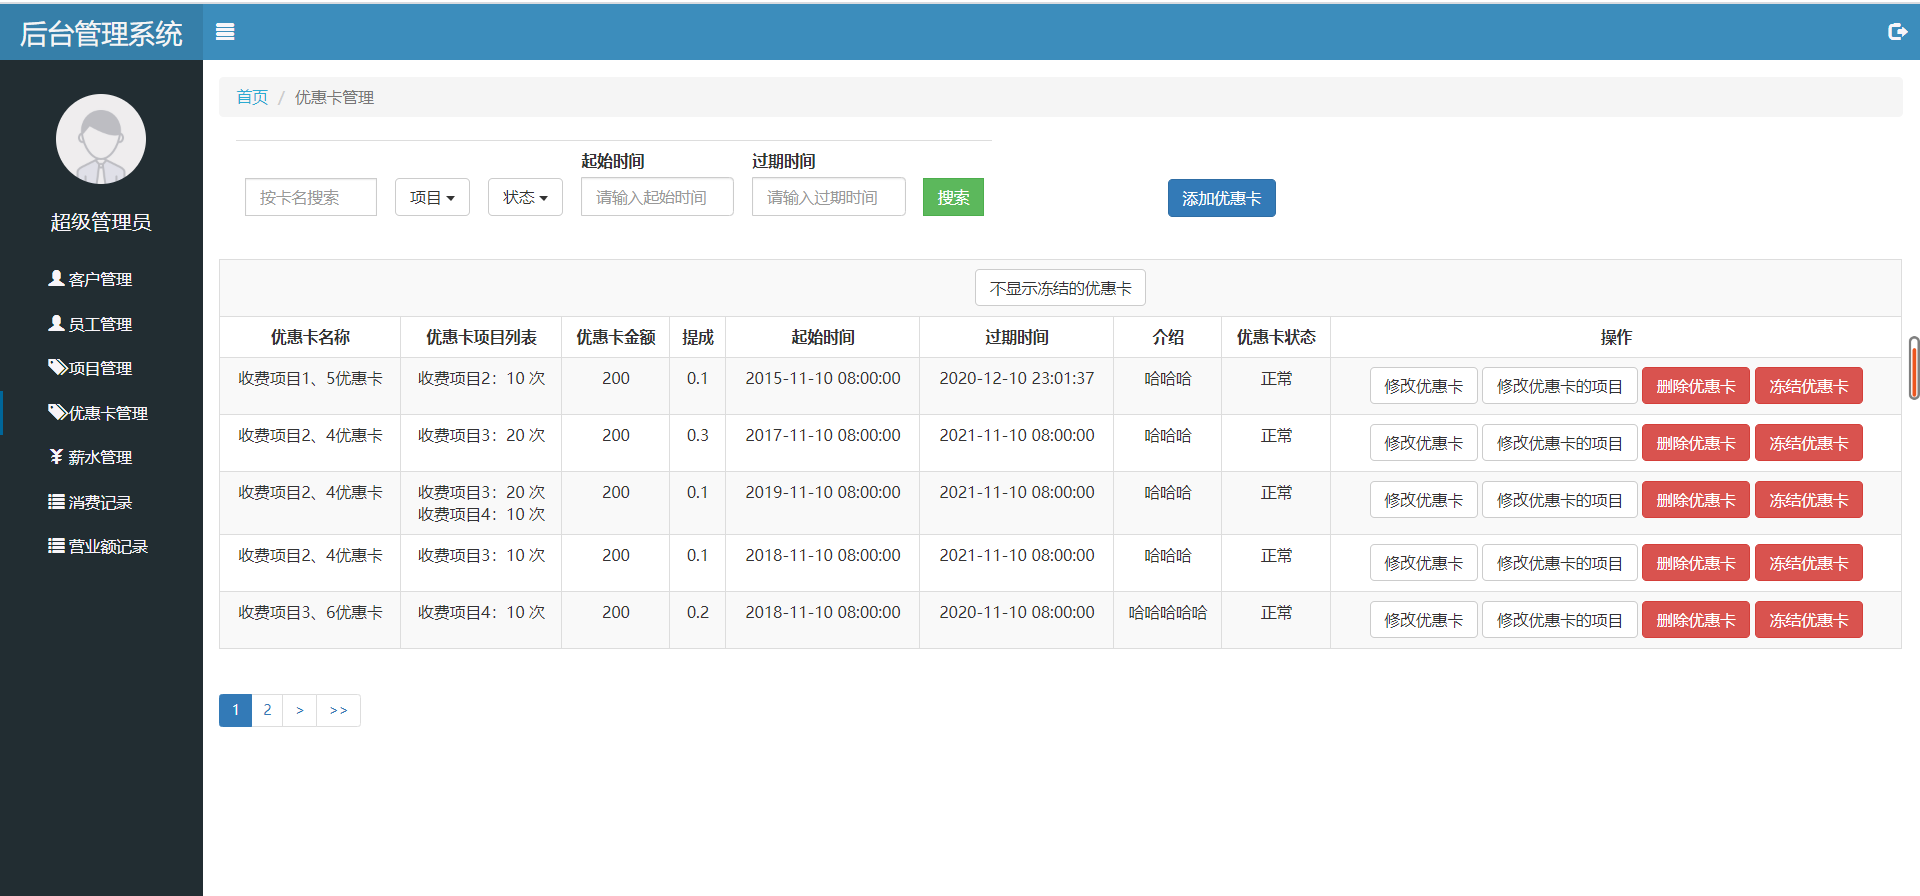 后台管理系统
首页 / 优惠卡管理
超级管理员
客户管理
员工管理
项目管理
优惠卡管理
薪水管理
消费记录
营业额记录
起始时间 过期时间
按卡名搜索 项目 状态 请输入起始时间 请输入过期时间 搜索 添加优惠卡
不显示冻结的优惠卡
优惠卡名称 优惠卡项目列表 优惠卡金额 提成 起始时间 过期时间 介绍 优惠卡状态 操作
收费项目1、5优惠卡 收费项目2：10 次 200 0.1 2015-11-10 08:00:00 2020-12-10 23:01:37 哈哈哈 正常 修改优惠卡 修改优惠卡的项目 删除优惠卡 冻结优惠卡
收费项目2、4优惠卡 收费项目3：20 次 200 0.3 2017-11-10 08:00:00 2021-11-10 08:00:00 哈哈哈 正常 修改优惠卡 修改优惠卡的项目 删除优惠卡 冻结优惠卡
收费项目2、4优惠卡 收费项目3：20 次 200 0.1 2019-11-10 08:00:00 2021-11-10 08:00:00 哈哈哈 正常 修改优惠卡 修改优惠卡的项目 删除优惠卡 冻结优惠卡
收费项目4：10 次
收费项目2、4优惠卡 收费项目3：10 次 200 0.1 2018-11-10 08:00:00 2021-11-10 08:00:00 哈哈哈 正常 修改优惠卡 修改优惠卡的项目 删除优惠卡 冻结优惠卡
收费项目3、6优惠卡 收费项目4：10 次 200 0.2 2018-11-10 08:00:00 2020-11-10 08:00:00 哈哈哈哈哈 正常 修改优惠卡 修改优惠卡的项目 删除优惠卡 冻结优惠卡
1 2 > >>